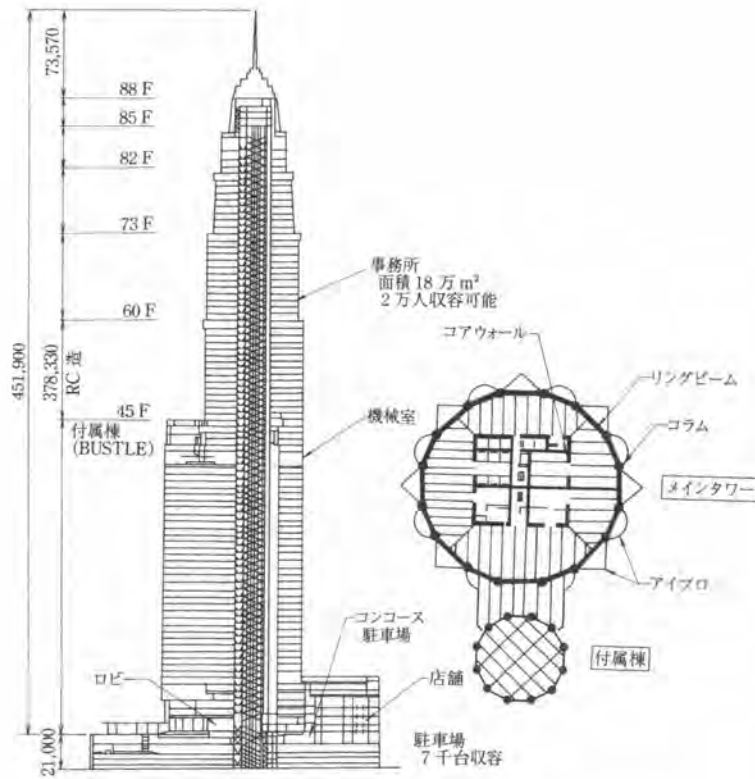 73,570
88 F
85 F
82 F
73 F
60 F
45 F
451,900
378,330
RC 造
付属棟
(BUSTLE)
事務所
面積 18 万 m²
2 万人収容可能
機械室
コンコース
駐車場
ロビー
店舗
駐車場
7 千台収容
21,000
コアウォール
リングビーム
コラム
メインタワー
アイブロ
付属棟